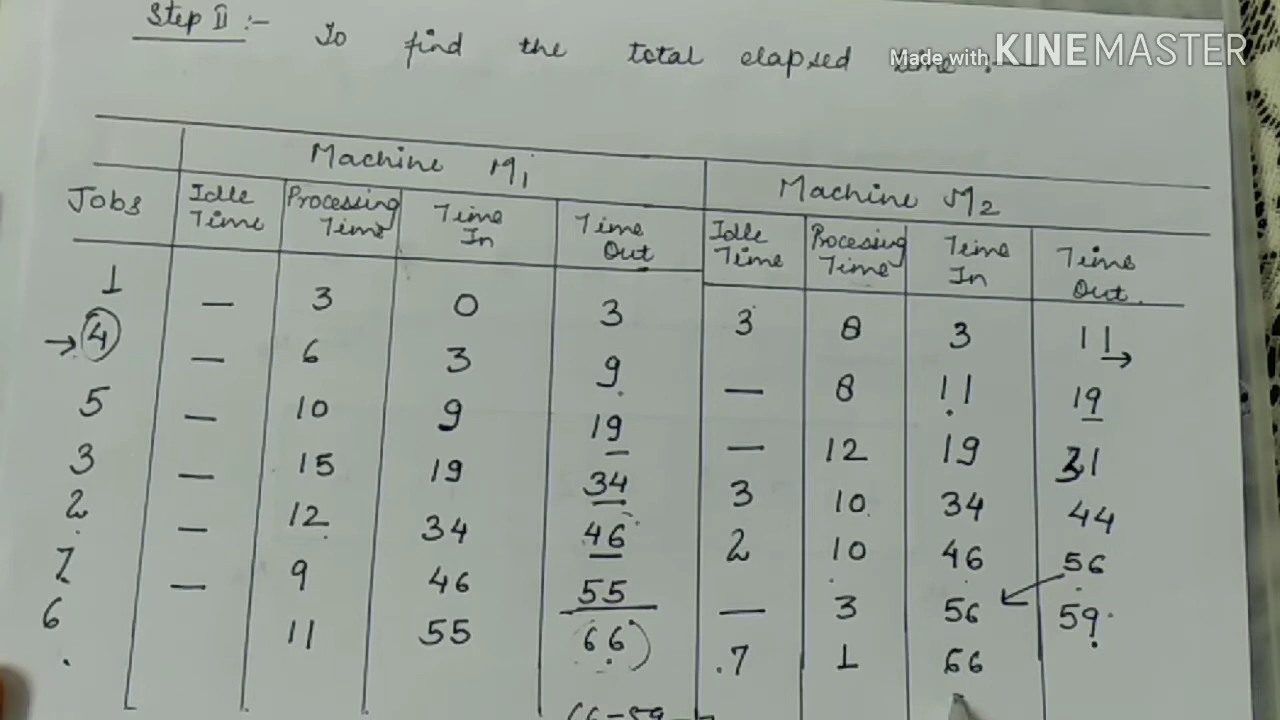 Step II :- To find the total elapsed time :—
Made with KINEMASTER
Machine M1 Machine M2
Jobs Idle Time Processing Time Time In Time Out Idle Time Processing Time Time In Time Out
1 — 3 0 3 3 8 3 11
→ 4 — 6 3 9 — 8 11 19
5 — 10 9 19 — 12 19 31
3 — 15 19 34 3 10 34 44
2 — 12 34 46 2 10 46 56
7 — 9 46 55 — 3 56 59
6 11 55 66 7 1 66
66-59